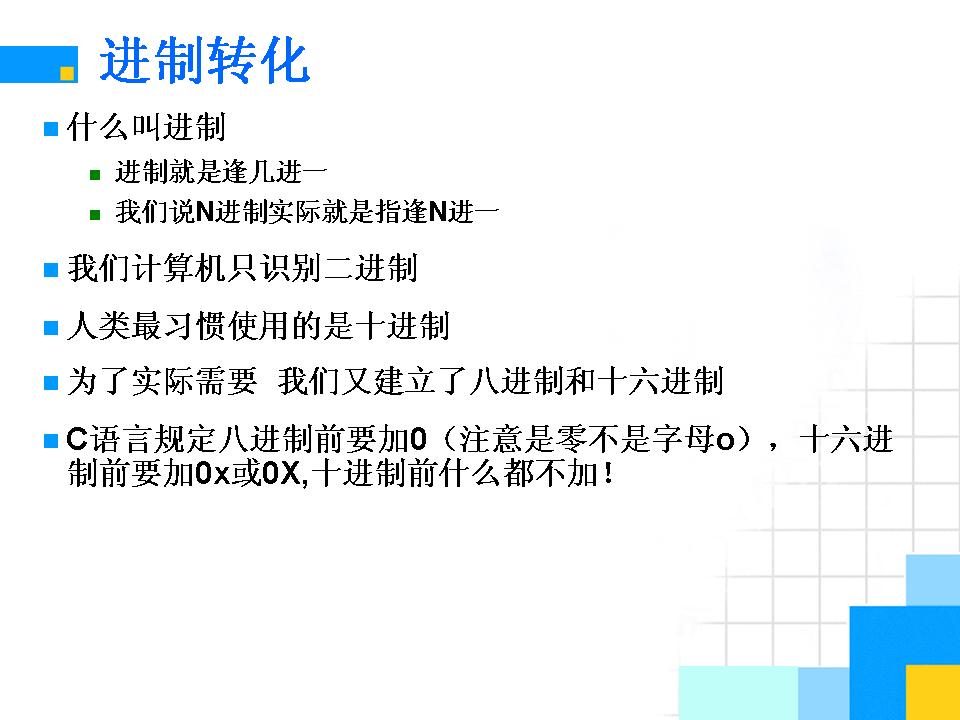 进制转化
什么叫进制
进制就是逢几进一
我们说N进制实际就是指逢N进一
我们计算机只识别二进制
人类最习惯使用的是十进制
为了实际需要 我们又建立了八进制和十六进制
C语言规定八进制前要加0（注意是零不是字母o），十六进
制前要加0x或0X,十进制前什么都不加！